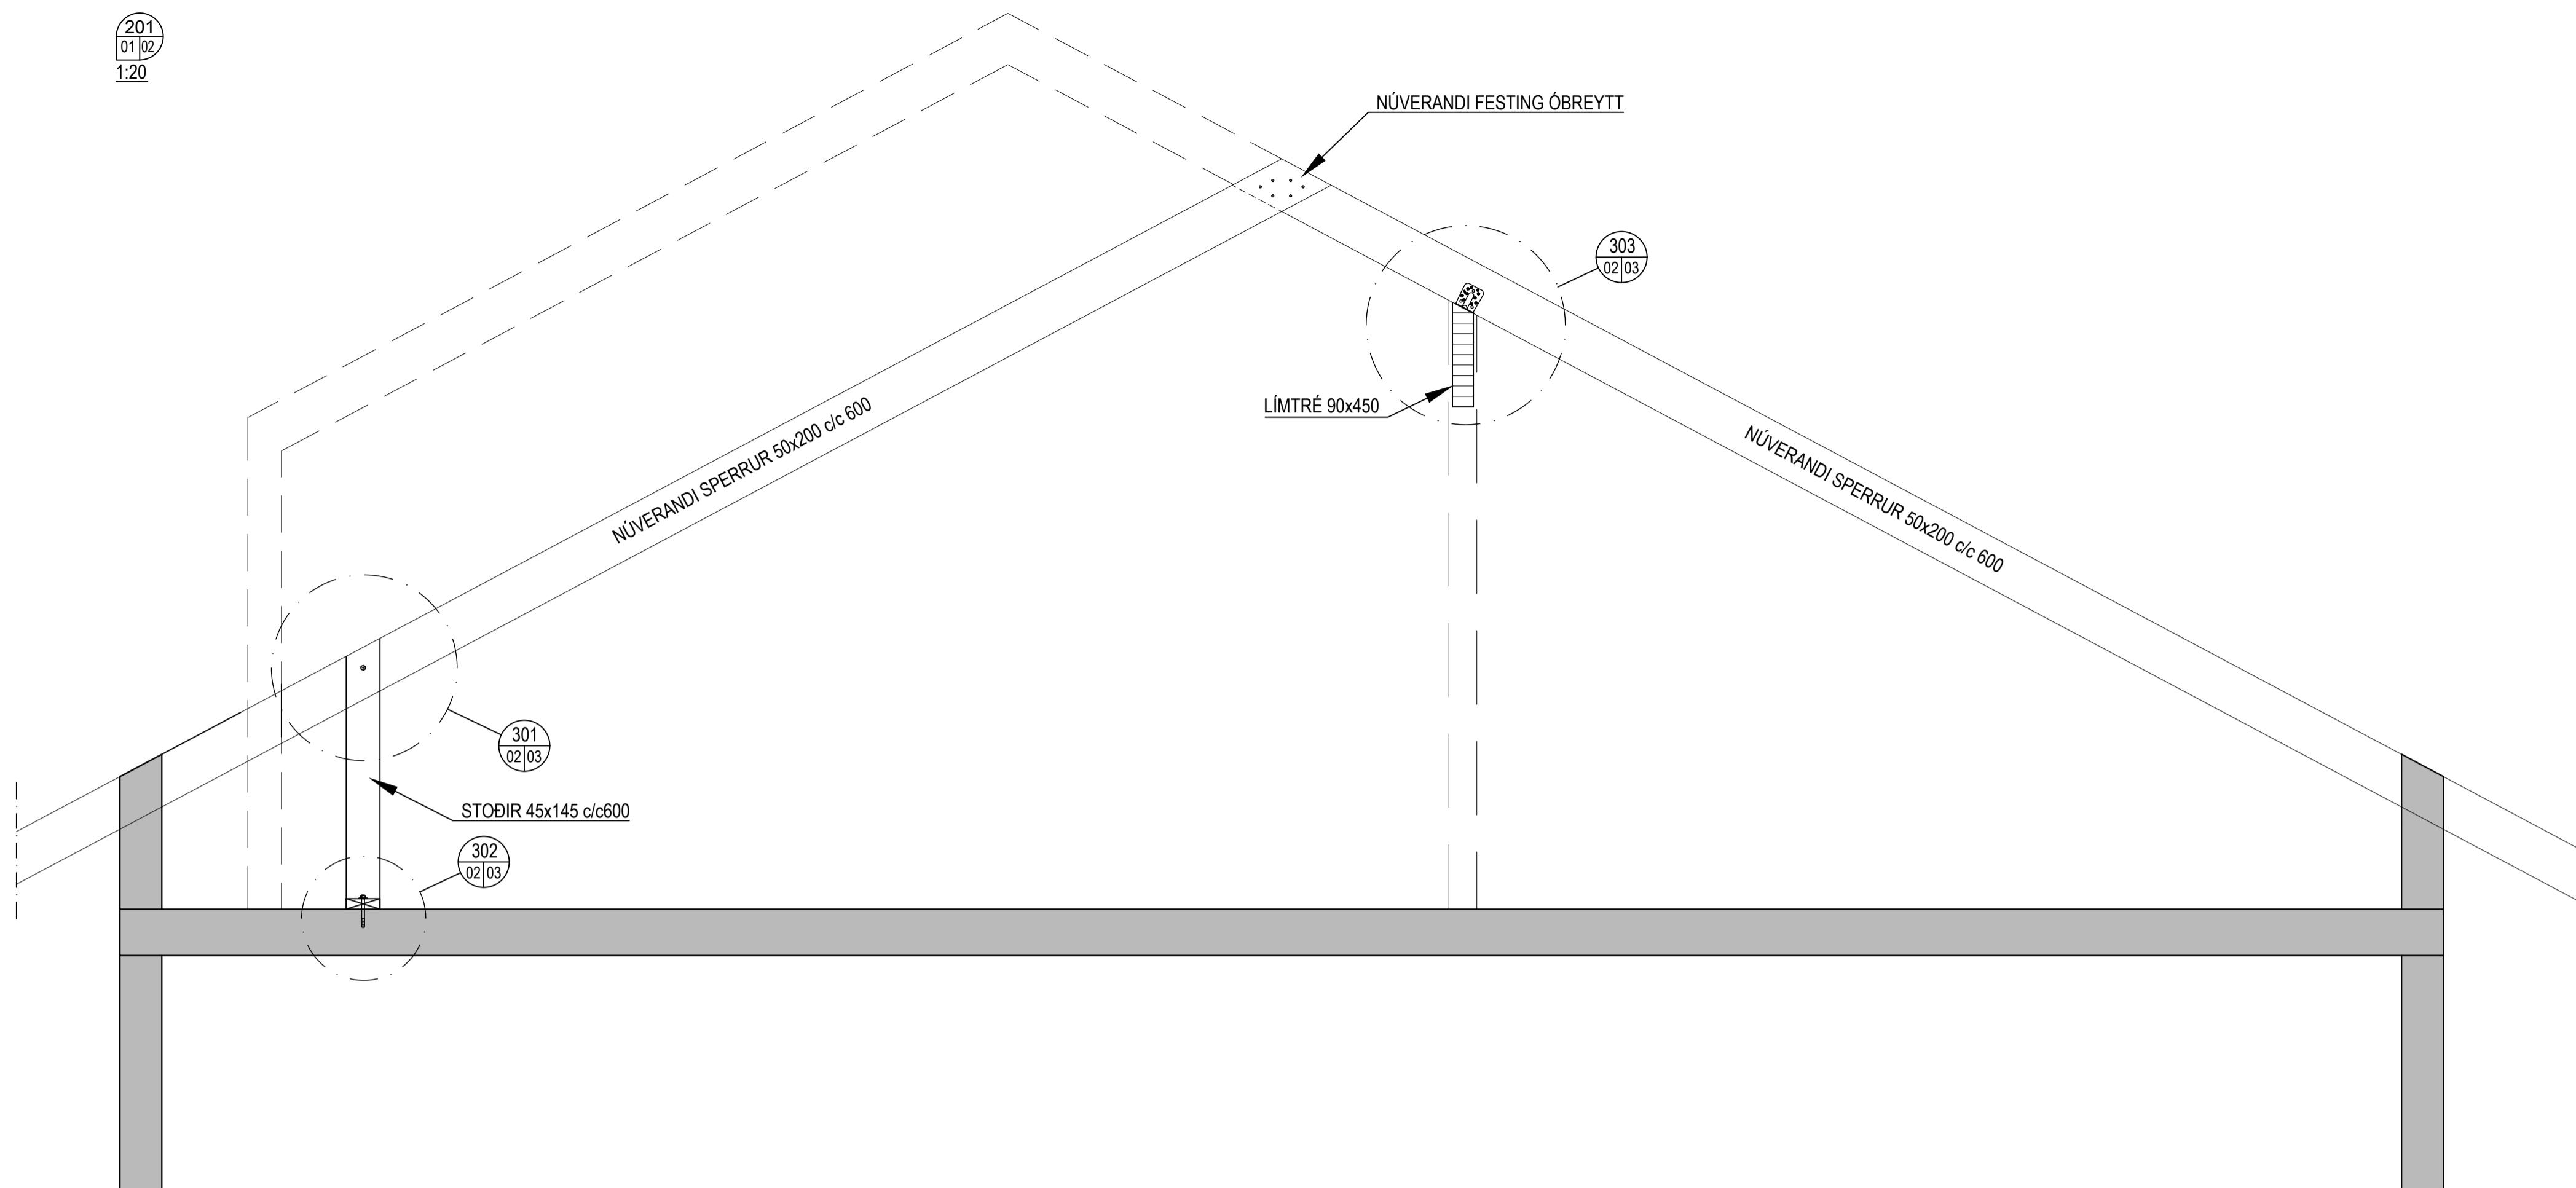 201
01 02
1:20
NÚVERANDI FESTING ÓBREYTT
303
02 03
LÍMTRÉ 90x450
NÚVERANDI SPERRUR 50x200 c/c 600
NÚVERANDI SPERRUR 50x200 c/c 600
301
02 03
STOÐIR 45x145 c/c600
302
02 03